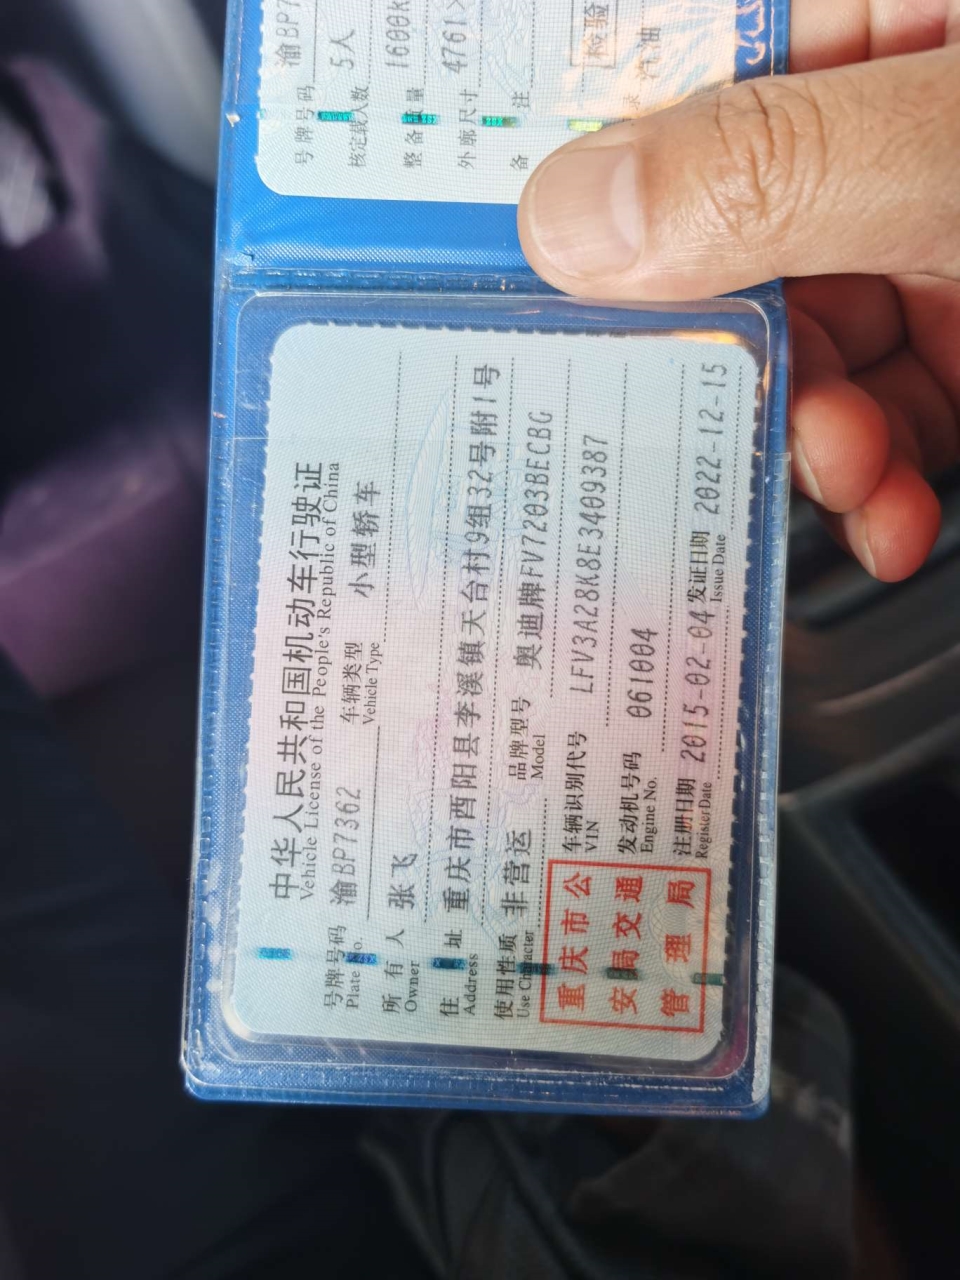 中华人民共和国机动车行驶证
Vehicle License of the People's Republic of China
号牌号码 渝BP7362 车辆类型 小型轿车
Plate No. Vehicle Type
所有人 张飞
Owner
住址 重庆市酉阳县李溪镇天台村9组32号附1号
Address
使用性质 非营运 品牌型号 奥迪牌FV7203BECBG
Use Character Model
车辆识别代号 LFV3A28K8E3409387
VIN
发动机号码 061004
Engine No.
注册日期 2015-02-04 发证日期 2022-12-15
Register Date Issue Date
重庆市公
安局交通
管理局
号牌号码 渝BP7
核定载人数 5人
整备质量 1600k
外廓尺寸 4761×
备注
检验
汽油